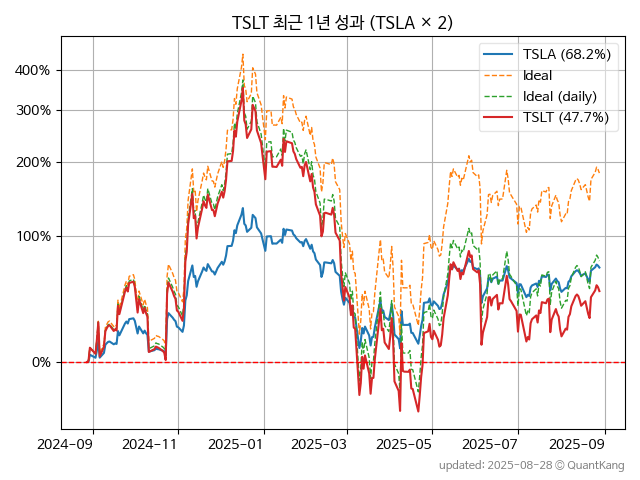 TSLT 최근 1년 성과 (TSLA × 2)
TSLA (68.2%)
Ideal
Ideal (daily)
TSLT (47.7%)
400%
300%
200%
100%
0%
2024-09 2024-11 2025-01 2025-03 2025-05 2025-07 2025-09
updated: 2025-08-28 © QuantKang